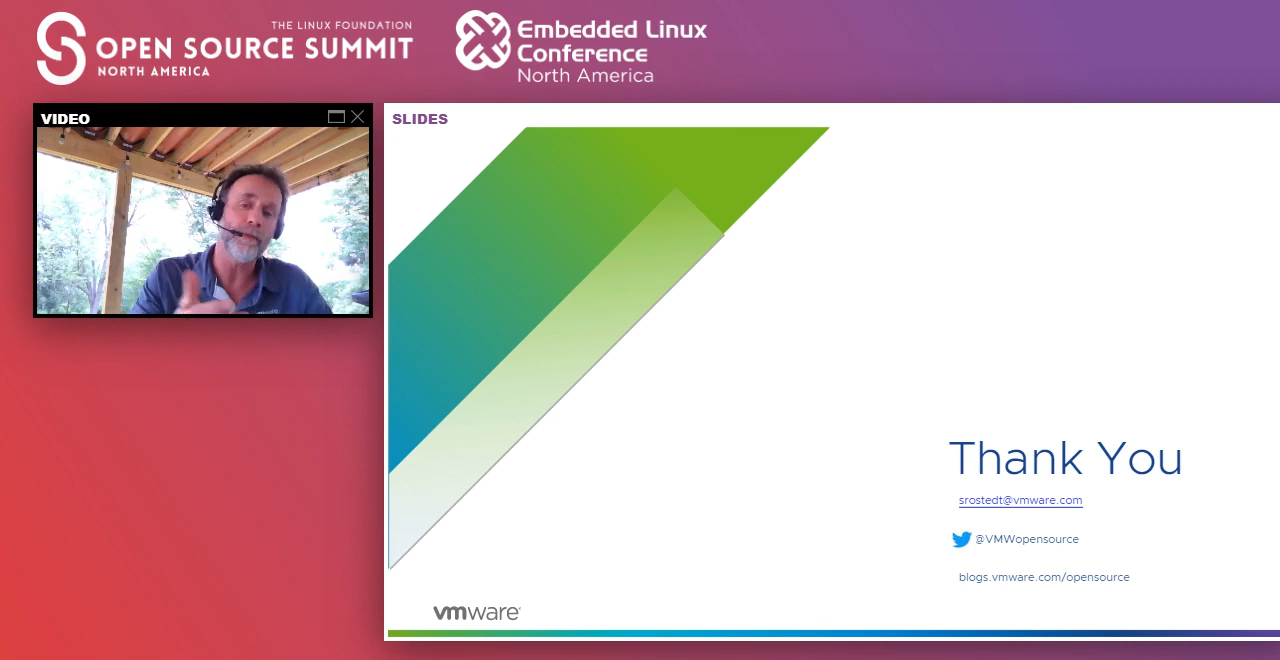 THE LINUX FOUNDATION
OPEN SOURCE SUMMIT
NORTH AMERICA
Embedded Linux
Conference
North America
VIDEO
SLIDES
Thank You
srostedt@vmware.com
@VMWopensource
blogs.vmware.com/opensource
vmware®